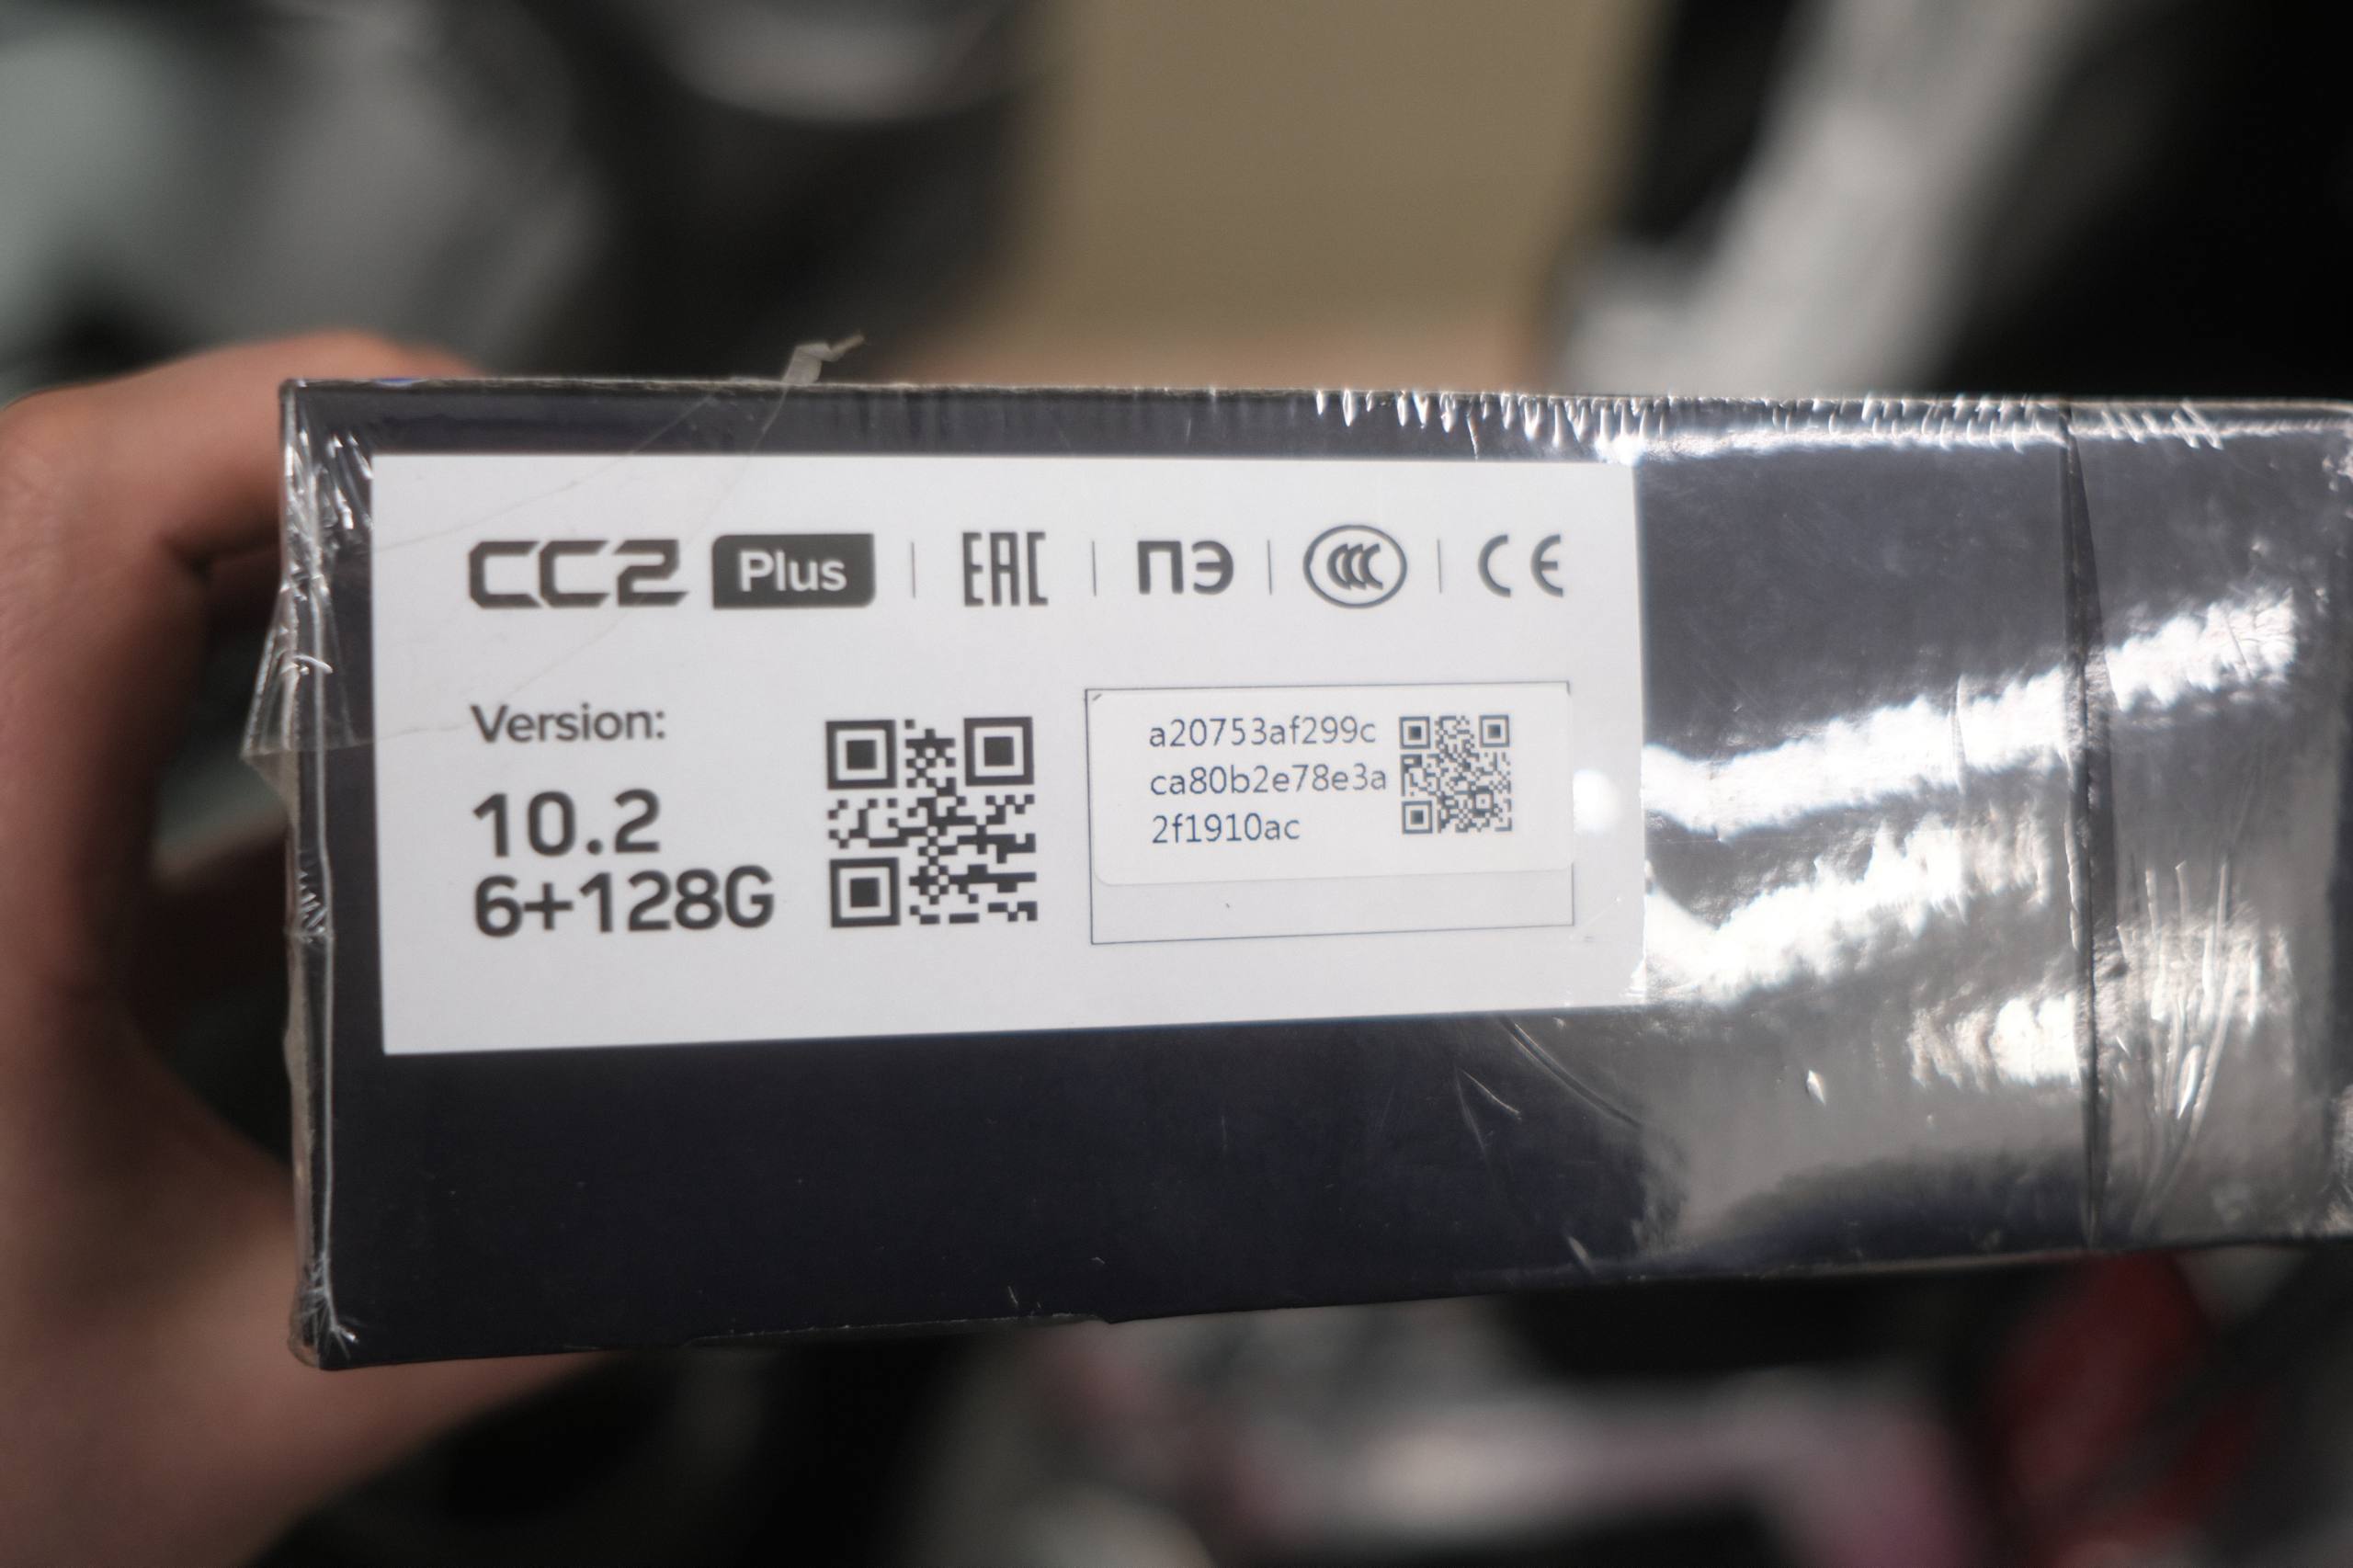 CC2 Plus EAC ПЭ CCC CE
Version:
10.2
6+128G
a20753af299c
ca80b2e78e3a
2f1910ac